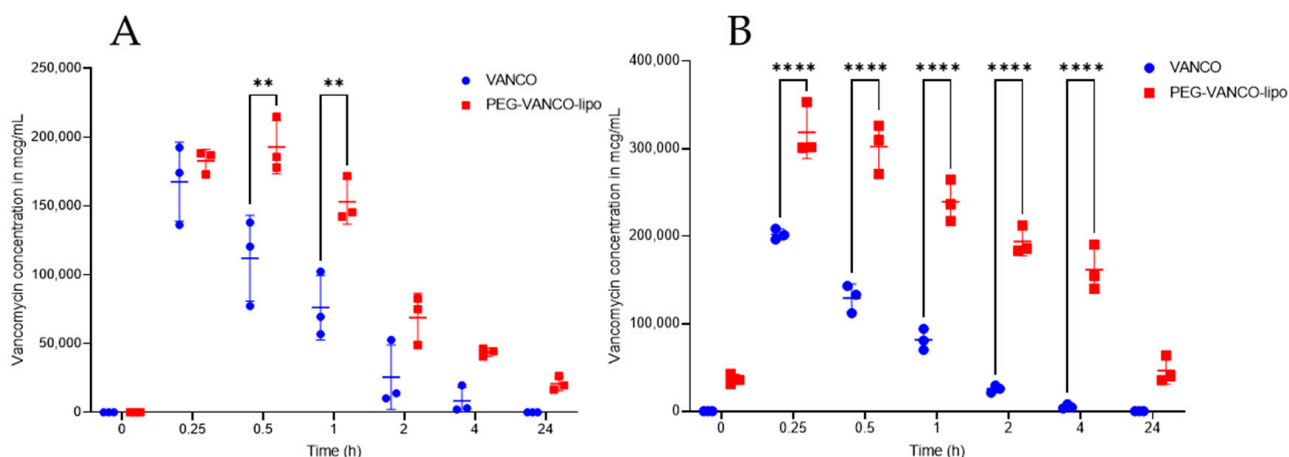 A
Vancomycin concentration in mcg/mL
250,000
200,000
150,000
100,000
50,000
0
** **
VANCO
PEG-VANCO-lipo
0 0.25 0.5 1 2 4 24
Time (h)
B
Vancomycin concentration in mcg/mL
400,000
300,000
200,000
100,000
0
**** **** **** **** ****
VANCO
PEG-VANCO-lipo
0 0.25 0.5 1 2 4 24
Time (h)